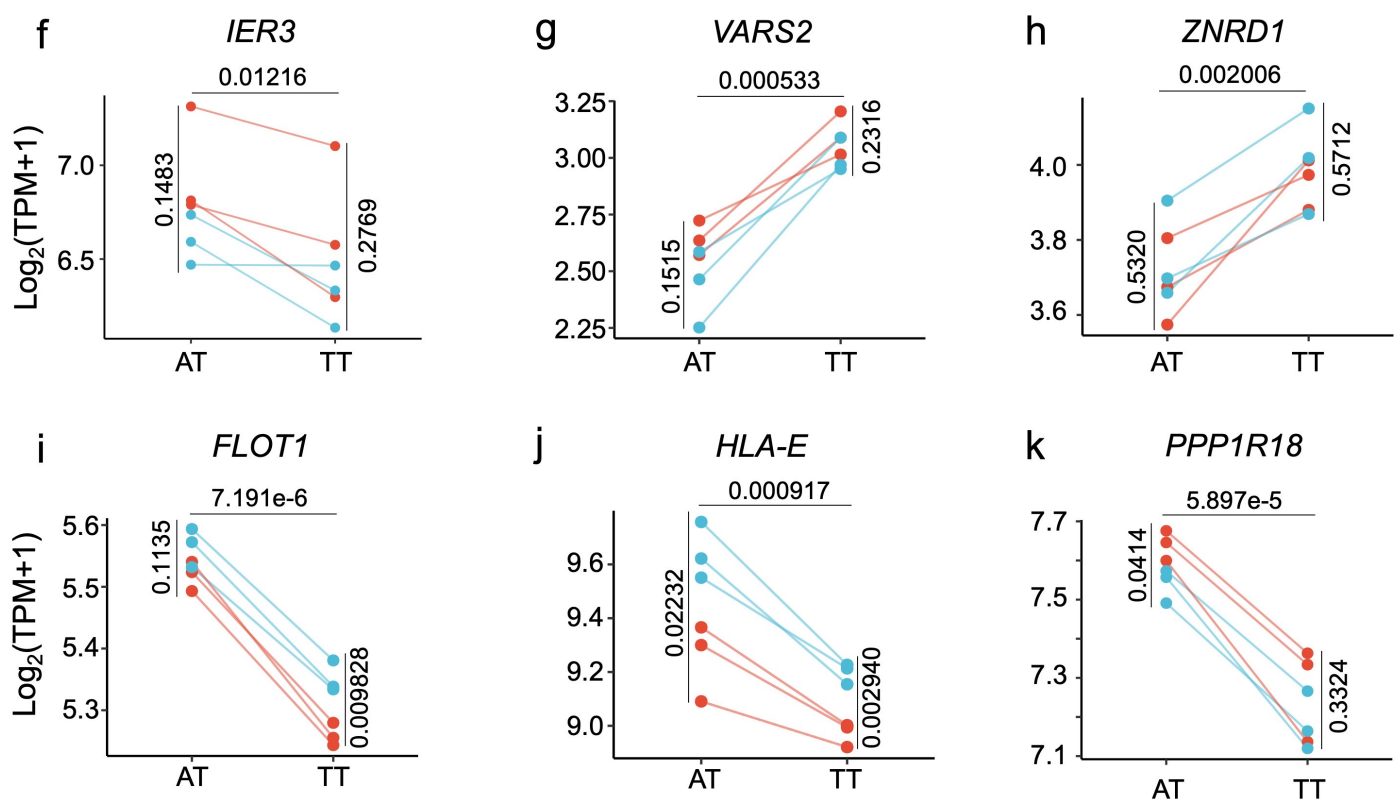 f IER3
0.01216
Log2(TPM+1)
7.0
6.5
0.1483
0.2769
AT TT
g VARS2
0.000533
3.25
3.00
2.75
2.50
2.25
0.1515
0.2316
AT TT
h ZNRD1
0.002006
4.0
3.8
3.6
0.5320
0.5712
AT TT
i FLOT1
7.191e-6
Log2(TPM+1)
5.6
5.5
5.4
5.3
0.1135
0.009828
AT TT
j HLA-E
0.000917
9.6
9.4
9.2
9.0
0.02232
0.002940
AT TT
k PPP1R18
5.897e-5
7.7
7.5
7.3
7.1
0.0414
0.3324
AT TT